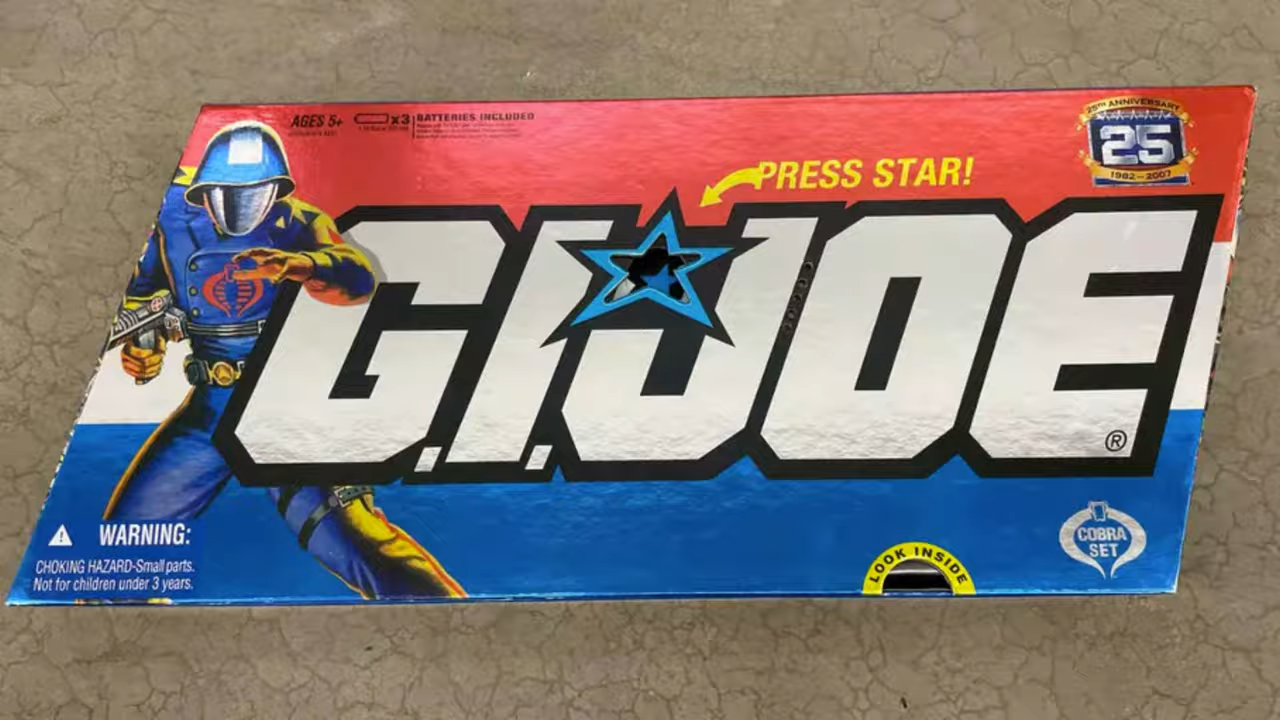 AGES 5+
x3
BATTERIES INCLUDED
25TH ANNIVERSARY
25
1982-2007
PRESS STAR!
G.I.JOE
®
WARNING:
CHOKING HAZARD-Small parts.
Not for children under 3 years.
LOOK INSIDE
COBRA
SET